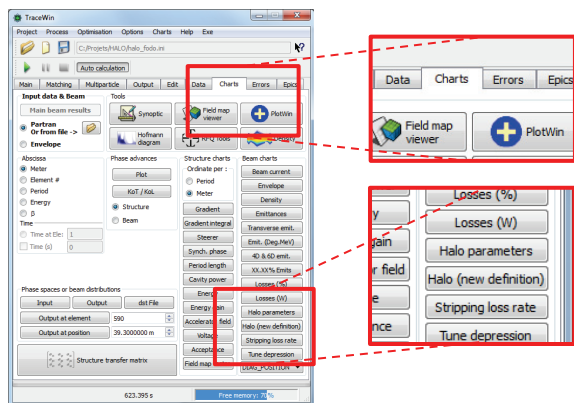 TraceWin
Project Process Optimisation Options Charts Help Exe
C:/Projets/HALO/halo_fodo.ini
Auto calculation
Main Matching Multipartide Output Edit Data Charts Errors Epics
Input data & Beam
Main beam results
Partran
Or from file ->
Envelope
Tools
Synoptic
Field map
viewer
PlotWin
Hofmann
diagram
RFQ Tools
Density
Abscissa
Meter
Element #
Period
Energy
β
Time
Time at Ele: 1
Time (s) 0
Phase advances
Plot
KoT / KoL
Structure
Beam
Structure charts
Ordinate per :
Period
Meter
Gradient
Gradient integral
Steerer
Synch. phase
Period length
Cavity power
Energy
Energy gain
Accelerator field
Voltage
Acceptance
Field map
Beam charts
Beam current
Envelope
Density
Emittances
Transverse emit.
Emit. (Deg.MeV)
4D & 6D emit.
XX.XX% Emits
Losses (%)
Losses (W)
Halo parameters
Halo (new definition)
Stripping loss rate
Tune depression
DIAG_POSITION
Phase spaces or beam distributions
Input Output dst File
Output at element 590
Output at position 39.3000000 m
Structure transfer matrix
623.395 s
Free memory: 70%
Data Charts Errors Epics
Field map
viewer
PlotWin
Losses (%)
y
Losses (W)
gain
Halo parameters
or field
Halo (new definition)
e
Stripping loss rate
nce
Tune depression